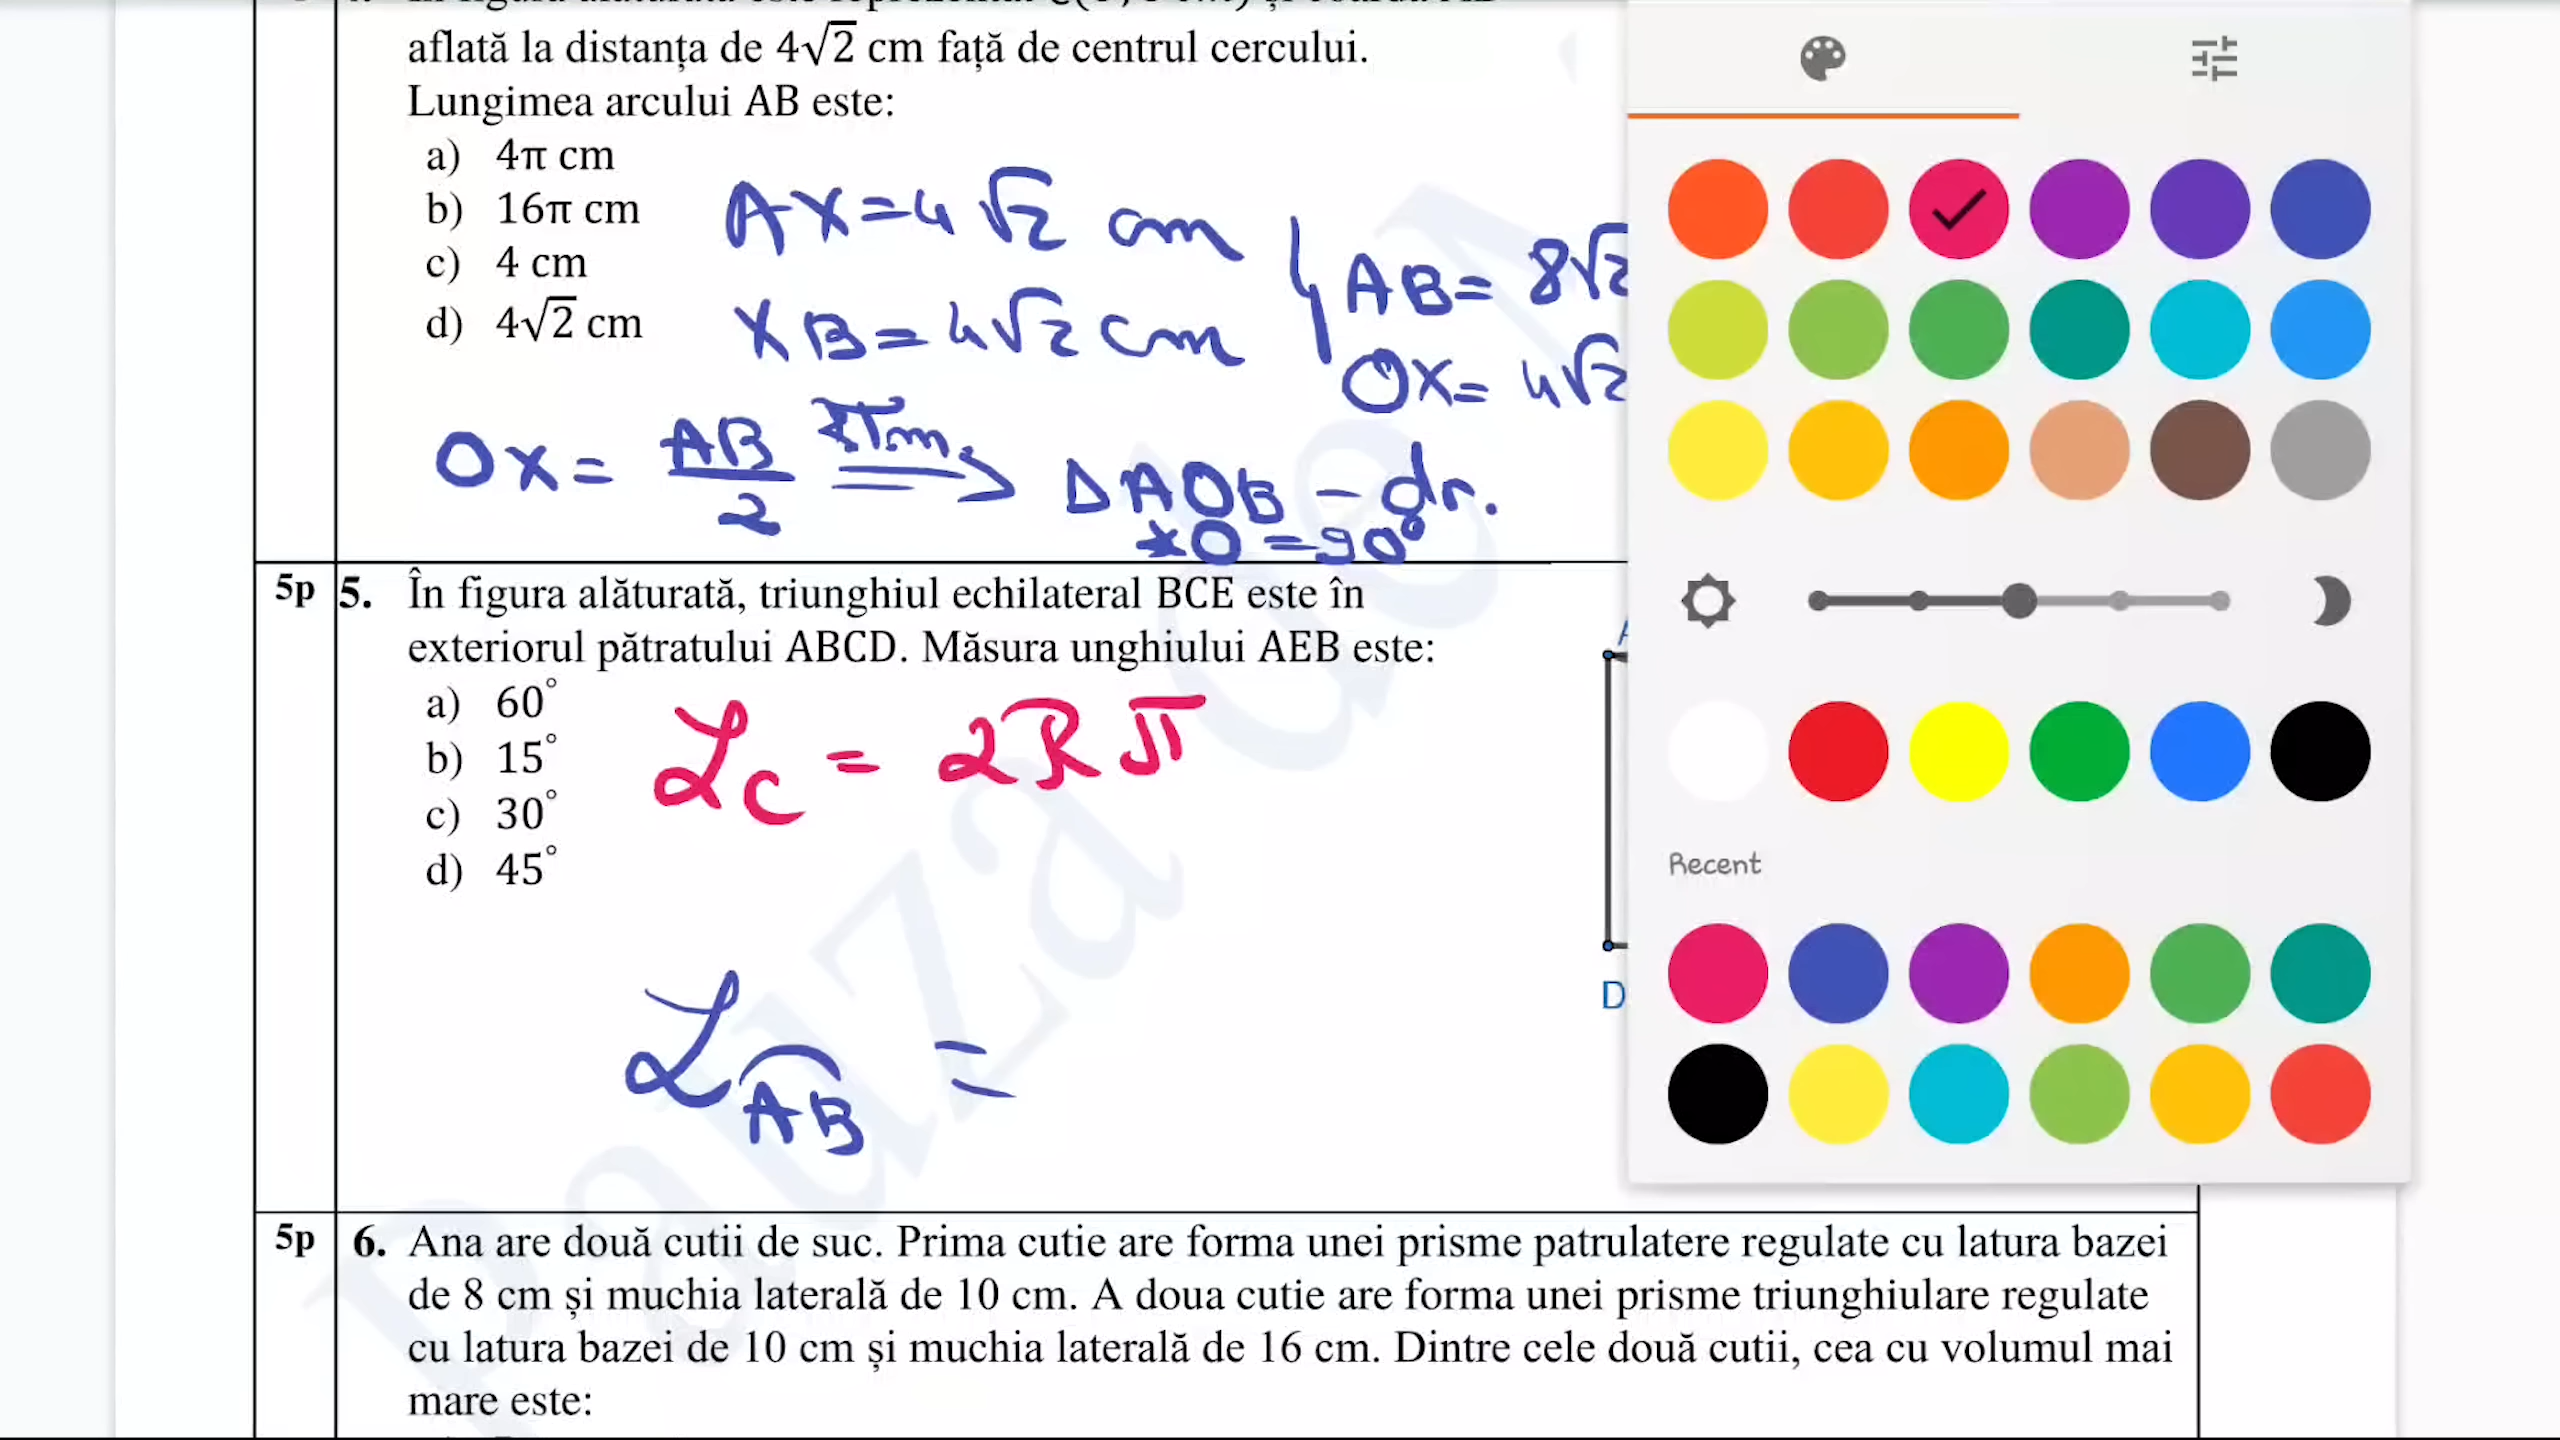 aflată la distanța de 4√2 cm față de centrul cercului.
Lungimea arcului AB este:
a) 4π cm
b) 16π cm
c) 4 cm
d) 4√2 cm
AX = 4√2 cm
XB = 4√2 cm
AB = 8√2
OX = 4√2
OX = AB/2 ⟹ ΔAOB – dr.
∢O = 90°
5p 5. În figura alăturată, triunghiul echilateral BCE este în
exteriorul pătratului ABCD. Măsura unghiului AEB este:
a) 60°
b) 15°
c) 30°
d) 45°
L_C = 2Rπ
L_AB =
D
Recent
5p 6. Ana are două cutii de suc. Prima cutie are forma unei prisme patrulatere regulate cu latura bazei
de 8 cm și muchia laterală de 10 cm. A doua cutie are forma unei prisme triunghiulare regulate
cu latura bazei de 10 cm și muchia laterală de 16 cm. Dintre cele două cutii, cea cu volumul mai
mare este:
Pauza de M